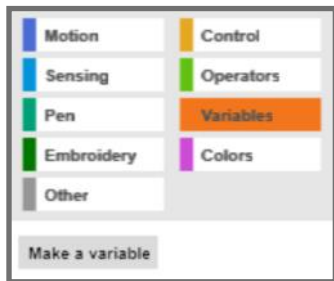 Motion Control
Sensing Operators
Pen Variables
Embroidery Colors
Other
Make a variable